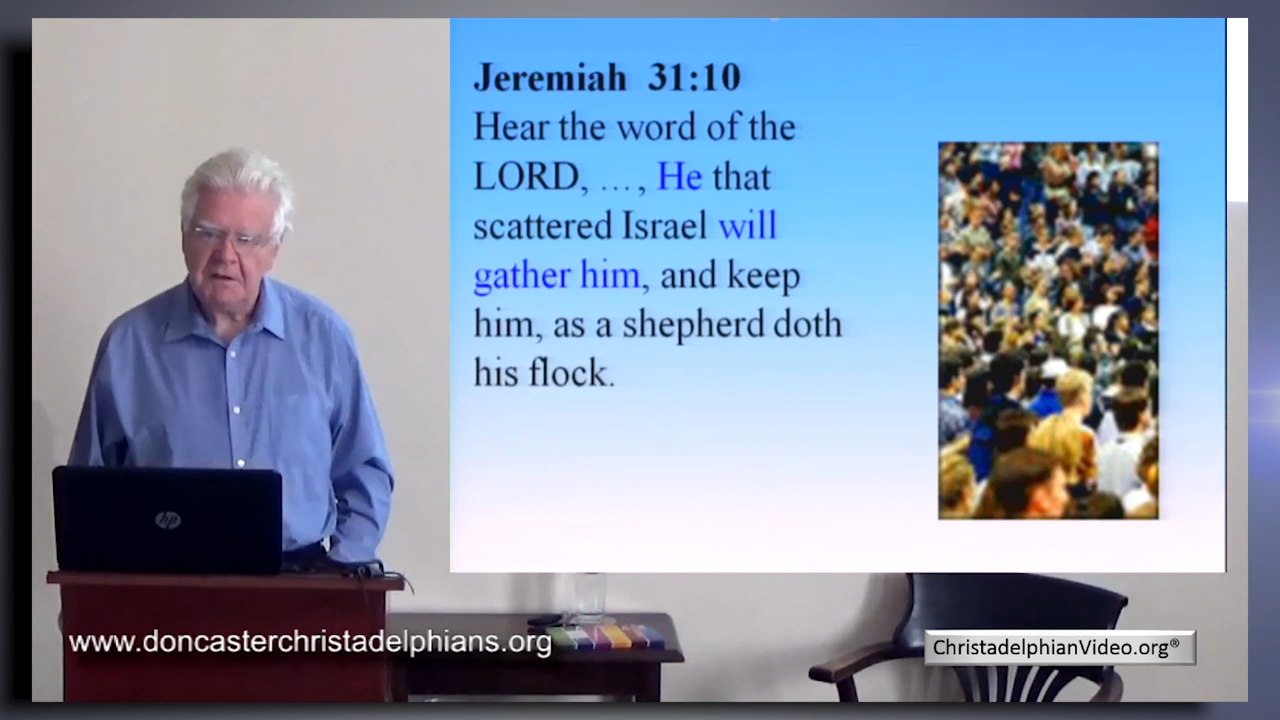 Jeremiah 31:10
Hear the word of the
LORD, ..., He that
scattered Israel will
gather him, and keep
him, as a shepherd doth
his flock.
hp
www.doncasterchristadelphians.org
ChristadelphianVideo.org®